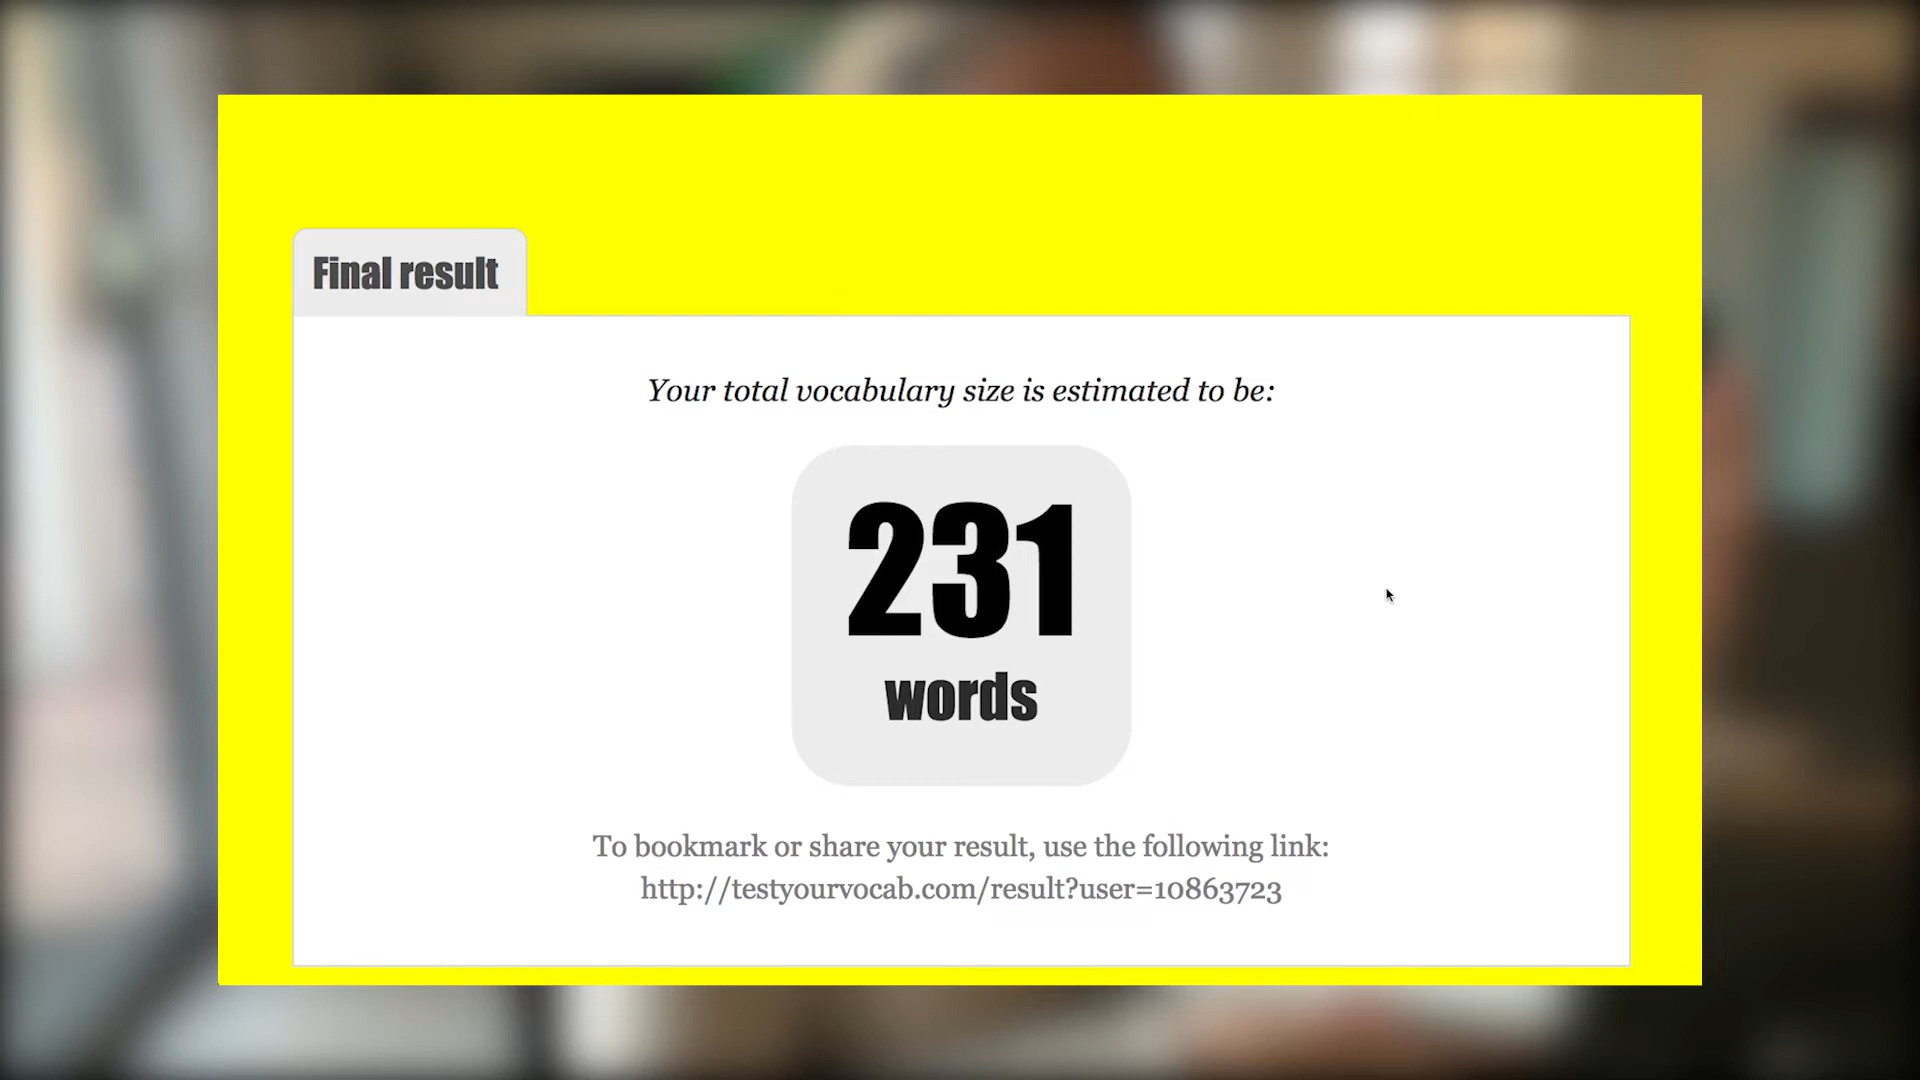 Final result
Your total vocabulary size is estimated to be:
231
words
To bookmark or share your result, use the following link:
http://testyourvocab.com/result?user=10863723